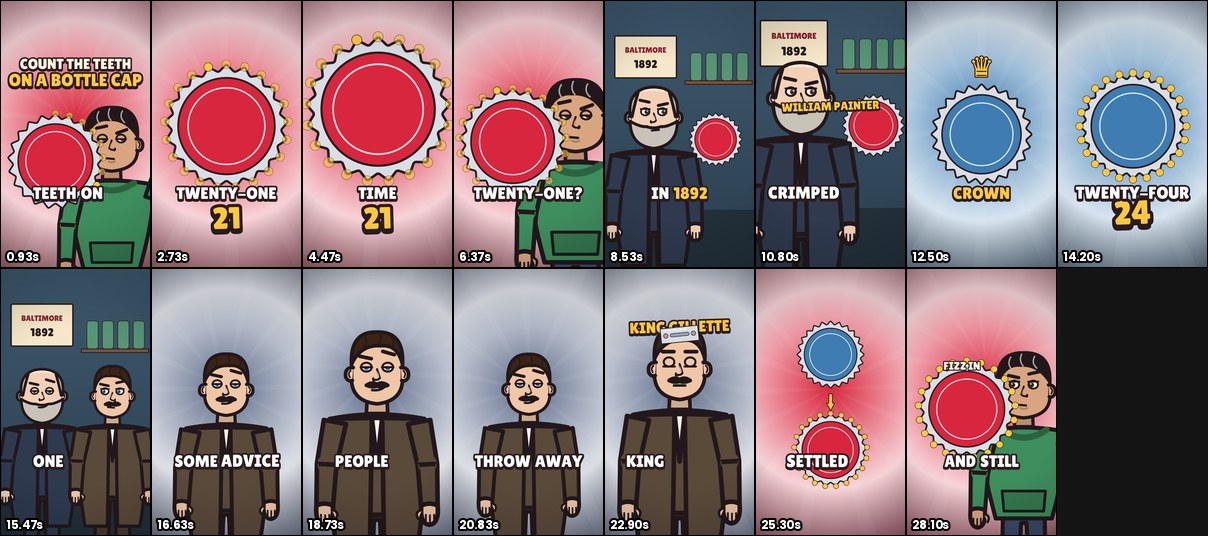 COUNT THE TEETH
ON A BOTTLE CAP
TEETH ON
0.93s
TWENTY-ONE
21
2.73s
TIME
21
4.47s
TWENTY-ONE?
6.37s
BALTIMORE
1892
IN 1892
8.53s
BALTIMORE
1892
WILLIAM PAINTER
CRIMPED
10.80s
CROWN
12.50s
TWENTY-FOUR
24
14.20s
BALTIMORE
1892
ONE
15.47s
SOME ADVICE
16.63s
PEOPLE
18.73s
THROW AWAY
20.83s
KING GILLETTE
KING
22.90s
SETTLED
25.30s
FIZZ IN
AND STILL
28.10s